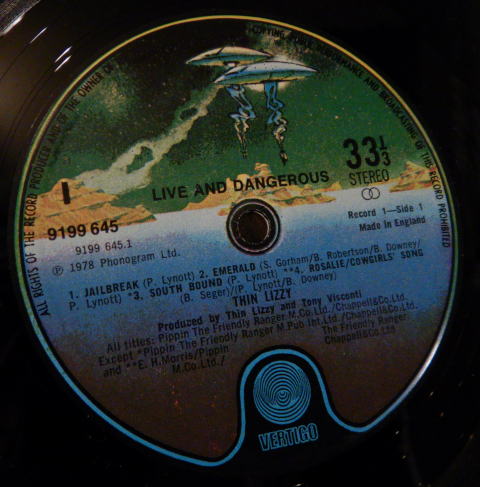 ALL RIGHTS OF THE RECORD PRODUCER AND OF THE OWNER OF
COPYING, PUBLIC PERFORMANCE AND BROADCASTING OF THIS RECORD PROHIBITED
I
LIVE AND DANGEROUS
33 1/3
STEREO
9199 645
9199 645.1
℗ 1978 Phonogram Ltd.
Record 1—Side 1
Made in England
1. JAILBREAK (P. Lynott) 2. EMERALD (S. Gorham/B. Robertson/B. Downey/
P. Lynott) *3. SOUTH BOUND (P. Lynott) **4. ROSALIE/COWGIRLS' SONG
(B. Seger)/(P. Lynott/B. Downey)
THIN LIZZY
Produced by Thin Lizzy and Tony Visconti
All titles: Pippin The Friendly Ranger M.Co.Ltd./Chappell&Co.Ltd.
Except *Pippin The Friendly Ranger M.Pub Int.Ltd./Chappell&Co.Ltd.
and **E. H.Morris/Pippin The Friendly Ranger
M.Co.Ltd./ Chappell&Co.Ltd
VERTIGO